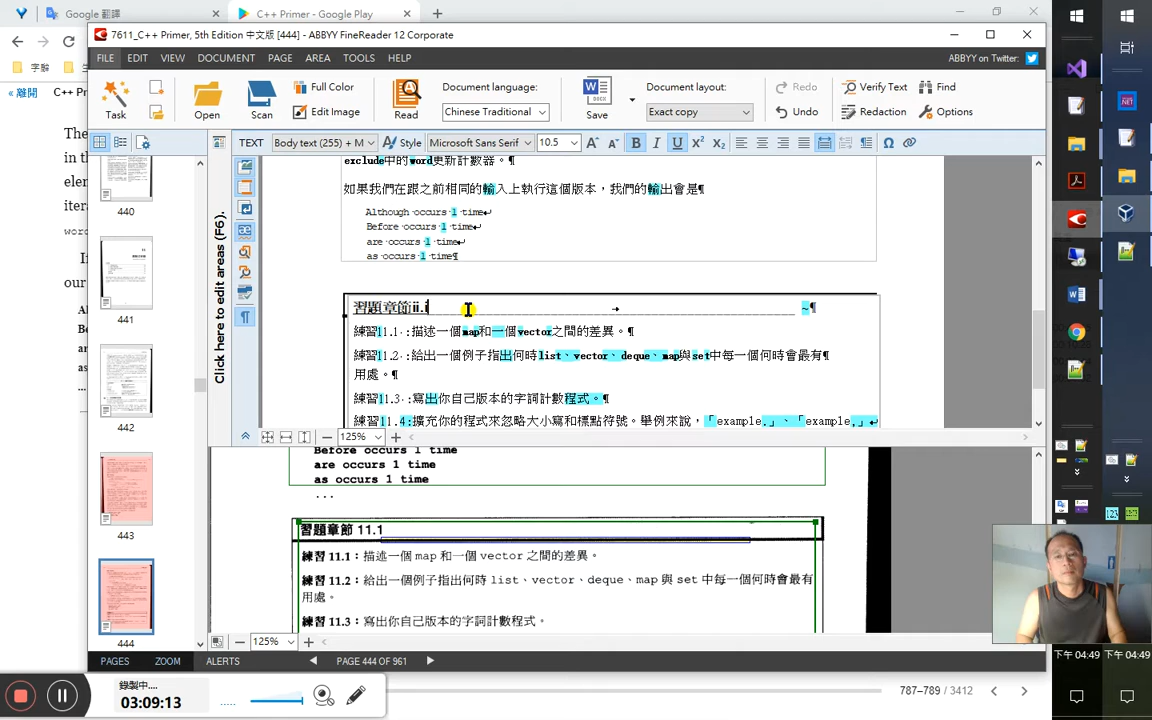 Google 翻譯
C++ Primer - Google Play
7611_C++ Primer, 5th Edition 中文版 [444] - ABBYY FineReader 12 Corporate
FILE EDIT VIEW DOCUMENT PAGE AREA TOOLS HELP
ABBYY on Twitter:
字齡
« 離開
C++ Pr
Task
Open
Scan
Full Color
Edit Image
Read
Document language:
Chinese Traditional
Save
Document layout:
Exact copy
Redo
Undo
Verify Text
Redaction
Find
Options
TEXT
Body text (255) + M
Style
Microsoft Sans Serif
10.5
The
in th
elen
itera
word
I
our
440
441
442
443
444
Click here to edit areas (F6).
exclude中的word更新計數器。¶
如果我們在跟之前相同的輸入上執行這個版本，我們的輸出會是¶
Although occurs 1 time↵
Before occurs 1 time↵
are occurs 1 time↵
as occurs 1 time¶
習題章節ii.i → ~¶
練習11.1 :描述一個map和一個vector之間的差異。¶
練習11.2 :給出一個例子指出何時list、vector、deque、map與set中每一個何時會最有¶
用處。¶
練習11.3 :寫出你自己版本的字詞計數程式。¶
練習11.4:擴充你的程式來忽略大小寫和標點符號。舉例來說，「example.」、「example,」↵
125%
Before occurs 1 time
are occurs 1 time
as occurs 1 time
...
習題章節 11.1
練習 11.1：描述一個 map 和一個 vector 之間的差異。
練習 11.2：給出一個例子指出何時 list、vector、deque、map 與 set 中每一個何時會最有
用處。
練習 11.3：寫出你自己版本的字詞計數程式。
125%
PAGES ZOOM ALERTS
PAGE 444 OF 961
錄製中....
03:09:13
787–789 / 3412
下午 04:49
下午 04:49